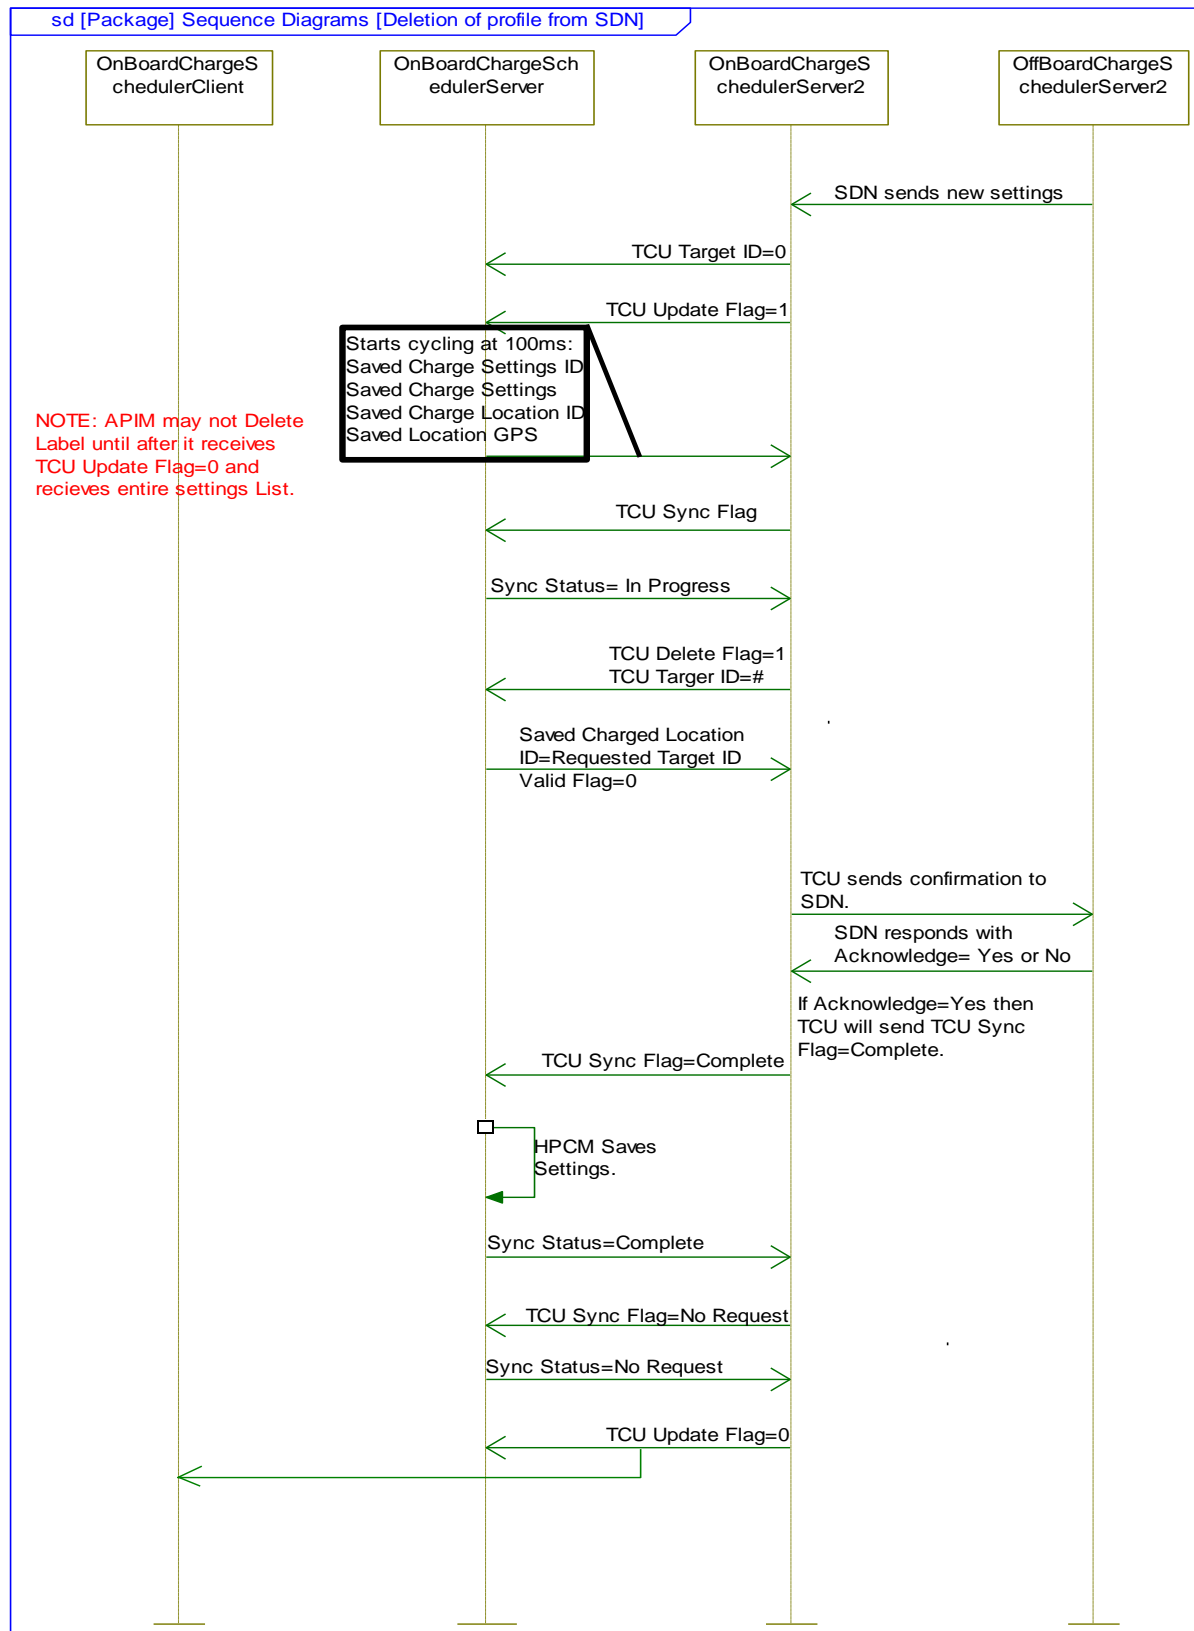 sd [Package] Sequence Diagrams [Deletion of profile from SDN]
OnBoardChargeS
chedulerClient
OnBoardChargeSch
edulerServer
OnBoardChargeS
chedulerServer2
OffBoardChargeS
chedulerServer2
SDN sends new settings
TCU Target ID=0
TCU Update Flag=1
Starts cycling at 100ms:
Saved Charge Settings ID
Saved Charge Settings
Saved Charge Location ID
Saved Location GPS
NOTE: APIM may not Delete
Label until after it receives
TCU Update Flag=0 and
recieves entire settings List.
TCU Sync Flag
Sync Status= In Progress
TCU Delete Flag=1
TCU Targer ID=#
Saved Charged Location
ID=Requested Target ID
Valid Flag=0
TCU sends confirmation to
SDN.
SDN responds with
Acknowledge= Yes or No
If Acknowledge=Yes then
TCU will send TCU Sync
Flag=Complete.
TCU Sync Flag=Complete
HPCM Saves
Settings.
Sync Status=Complete
TCU Sync Flag=No Request
Sync Status=No Request
TCU Update Flag=0